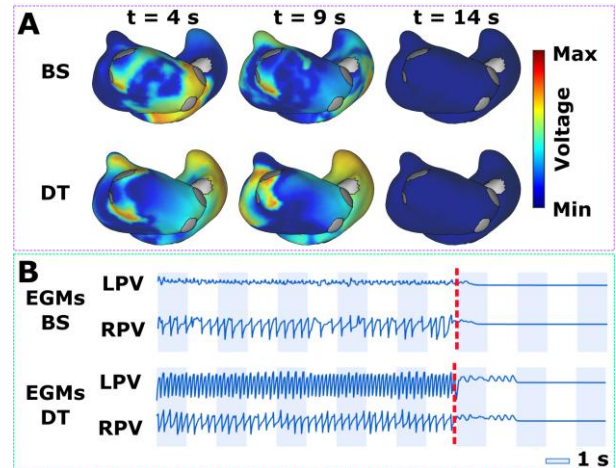 A
t = 4 s
t = 9 s
t = 14 s
BS
DT
Max
Voltage
Min
B
EGMs
BS
LPV
RPV
EGMs
DT
LPV
RPV
1 s